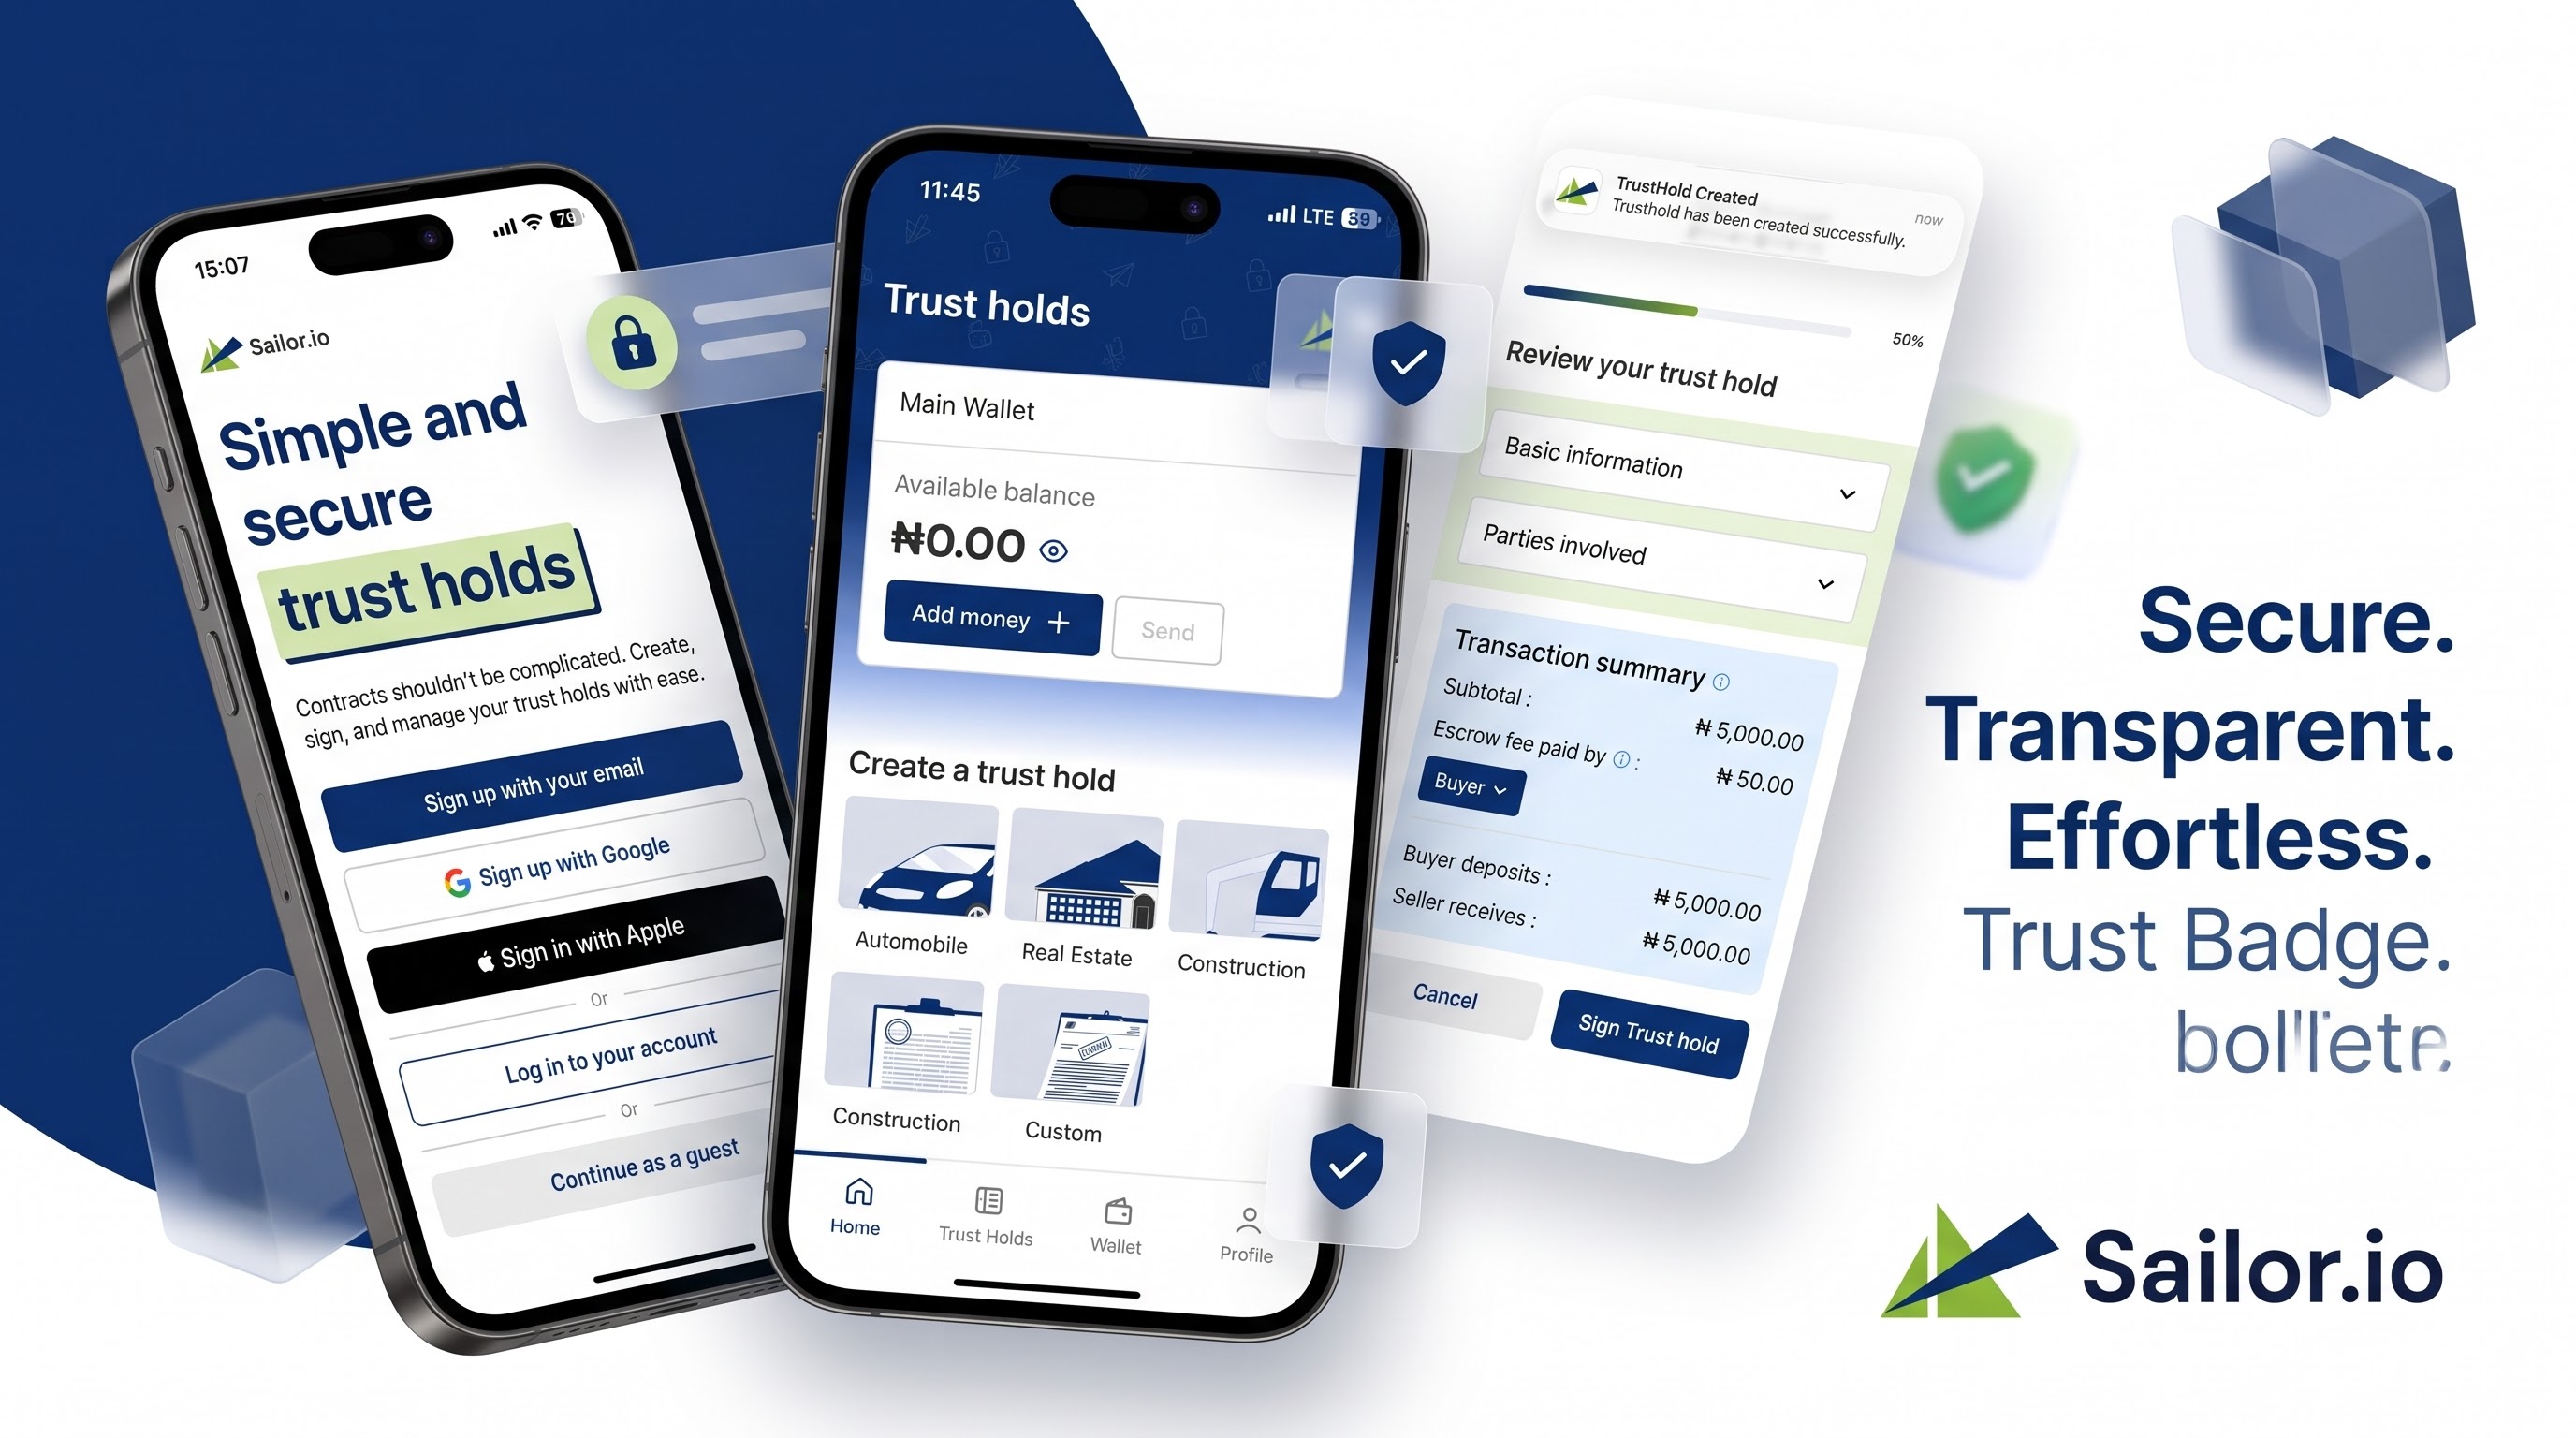 15:07
79
Sailor.io
Simple and
secure
trust holds
Contracts shouldn't be complicated. Create,
sign, and manage your trust holds with ease.
Sign up with your email
Sign up with Google
Sign in with Apple
Or
Log in to your account
Or
Continue as a guest
11:45
LTE 39
Trust holds
Main Wallet
Available balance
₦0.00
Add money +
Send
Create a trust hold
Automobile
Real Estate
Construction
Construction
Custom
Home
Trust Holds
Wallet
Profile
TrustHold Created
now
Trusthold has been created successfully.
50%
Review your trust hold
Basic information
Parties involved
Transaction summary
Subtotal :
₦ 5,000.00
Escrow fee paid by :
₦ 50.00
Buyer
Buyer deposits :
₦ 5,000.00
Seller receives :
₦ 5,000.00
Cancel
Sign Trust hold
Secure.
Transparent.
Effortless.
Trust Badge.
Sailor.io